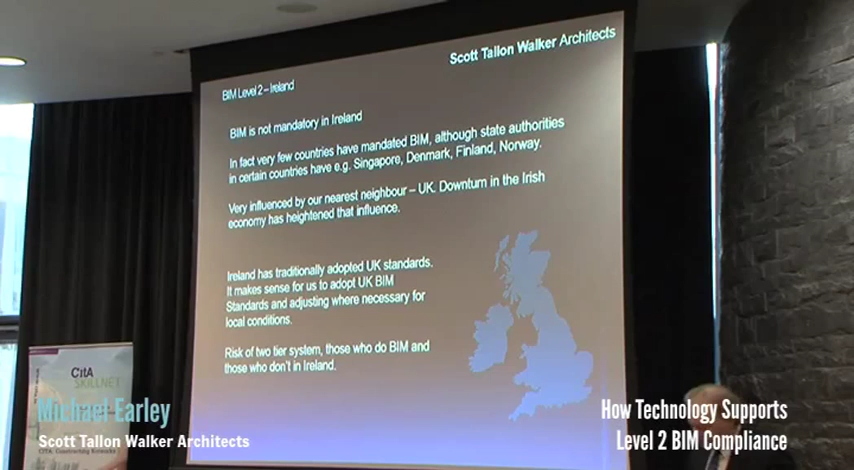 Scott Tallon Walker Architects
BIM Level 2 – Ireland
BIM is not mandatory in Ireland
In fact very few countries have mandated BIM, although state authorities
in certain countries have e.g. Singapore, Denmark, Finland, Norway.
Very influenced by our nearest neighbour – UK. Downturn in the Irish
economy has heightened that influence.
Ireland has traditionally adopted UK standards.
It makes sense for us to adopt UK BIM
Standards and adjusting where necessary for
local conditions.
Risk of two tier system, those who do BIM and
those who don't in Ireland.
CitA
SKILLNET
Michael Earley
Scott Tallon Walker Architects
How Technology Supports
Level 2 BIM Compliance